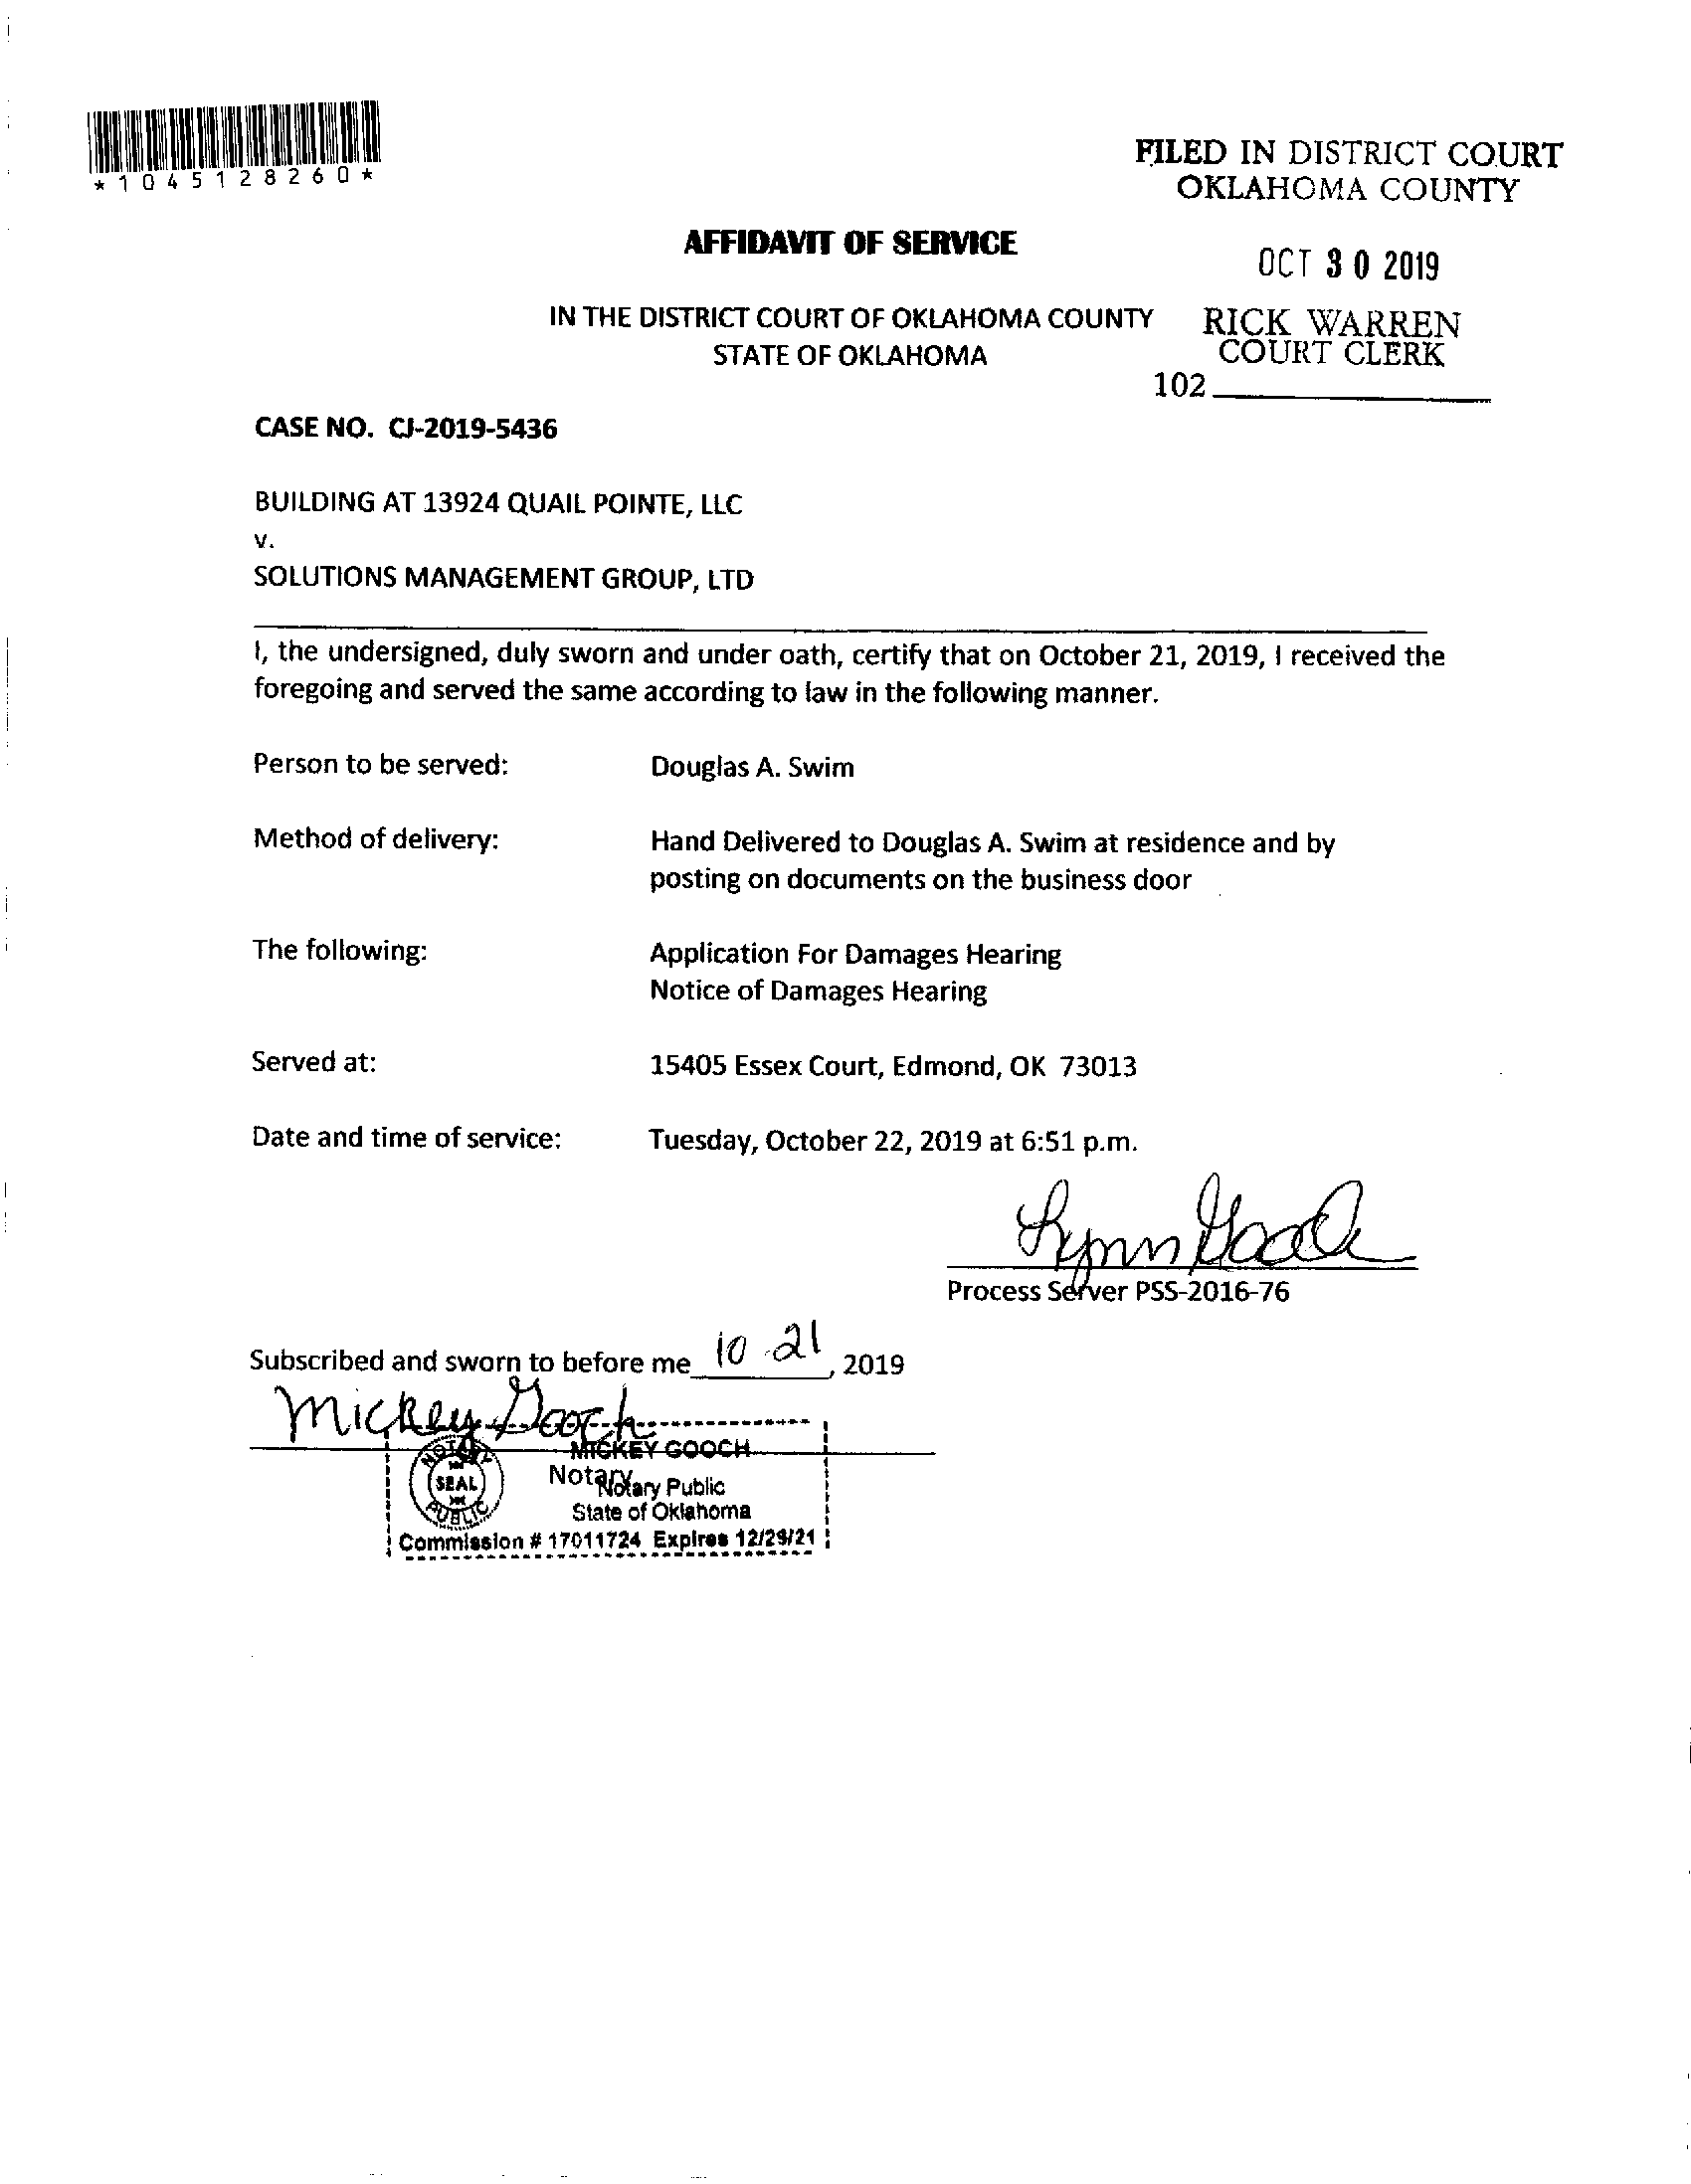 *1045128260*
FILED IN DISTRICT COURT
OKLAHOMA COUNTY
AFFIDAVIT OF SERVICE
OCT 30 2019
IN THE DISTRICT COURT OF OKLAHOMA COUNTY
STATE OF OKLAHOMA
RICK WARREN
COURT CLERK
102
CASE NO. CJ-2019-5436
BUILDING AT 13924 QUAIL POINTE, LLC
v.
SOLUTIONS MANAGEMENT GROUP, LTD
I, the undersigned, duly sworn and under oath, certify that on October 21, 2019, I received the
foregoing and served the same according to law in the following manner.
Person to be served: Douglas A. Swim
Method of delivery: Hand Delivered to Douglas A. Swim at residence and by
posting on documents on the business door
The following: Application For Damages Hearing
Notice of Damages Hearing
Served at: 15405 Essex Court, Edmond, OK 73013
Date and time of service: Tuesday, October 22, 2019 at 6:51 p.m.
Lynn
Process Server PSS-2016-76
Subscribed and sworn to before me 10-21, 2019
Mickey Gooch
MICKEY GOOCH
Notary
NOTARY
SEAL
PUBLIC
Notary Public
State of Oklahoma
Commission # 17011724 Expires 12/29/21